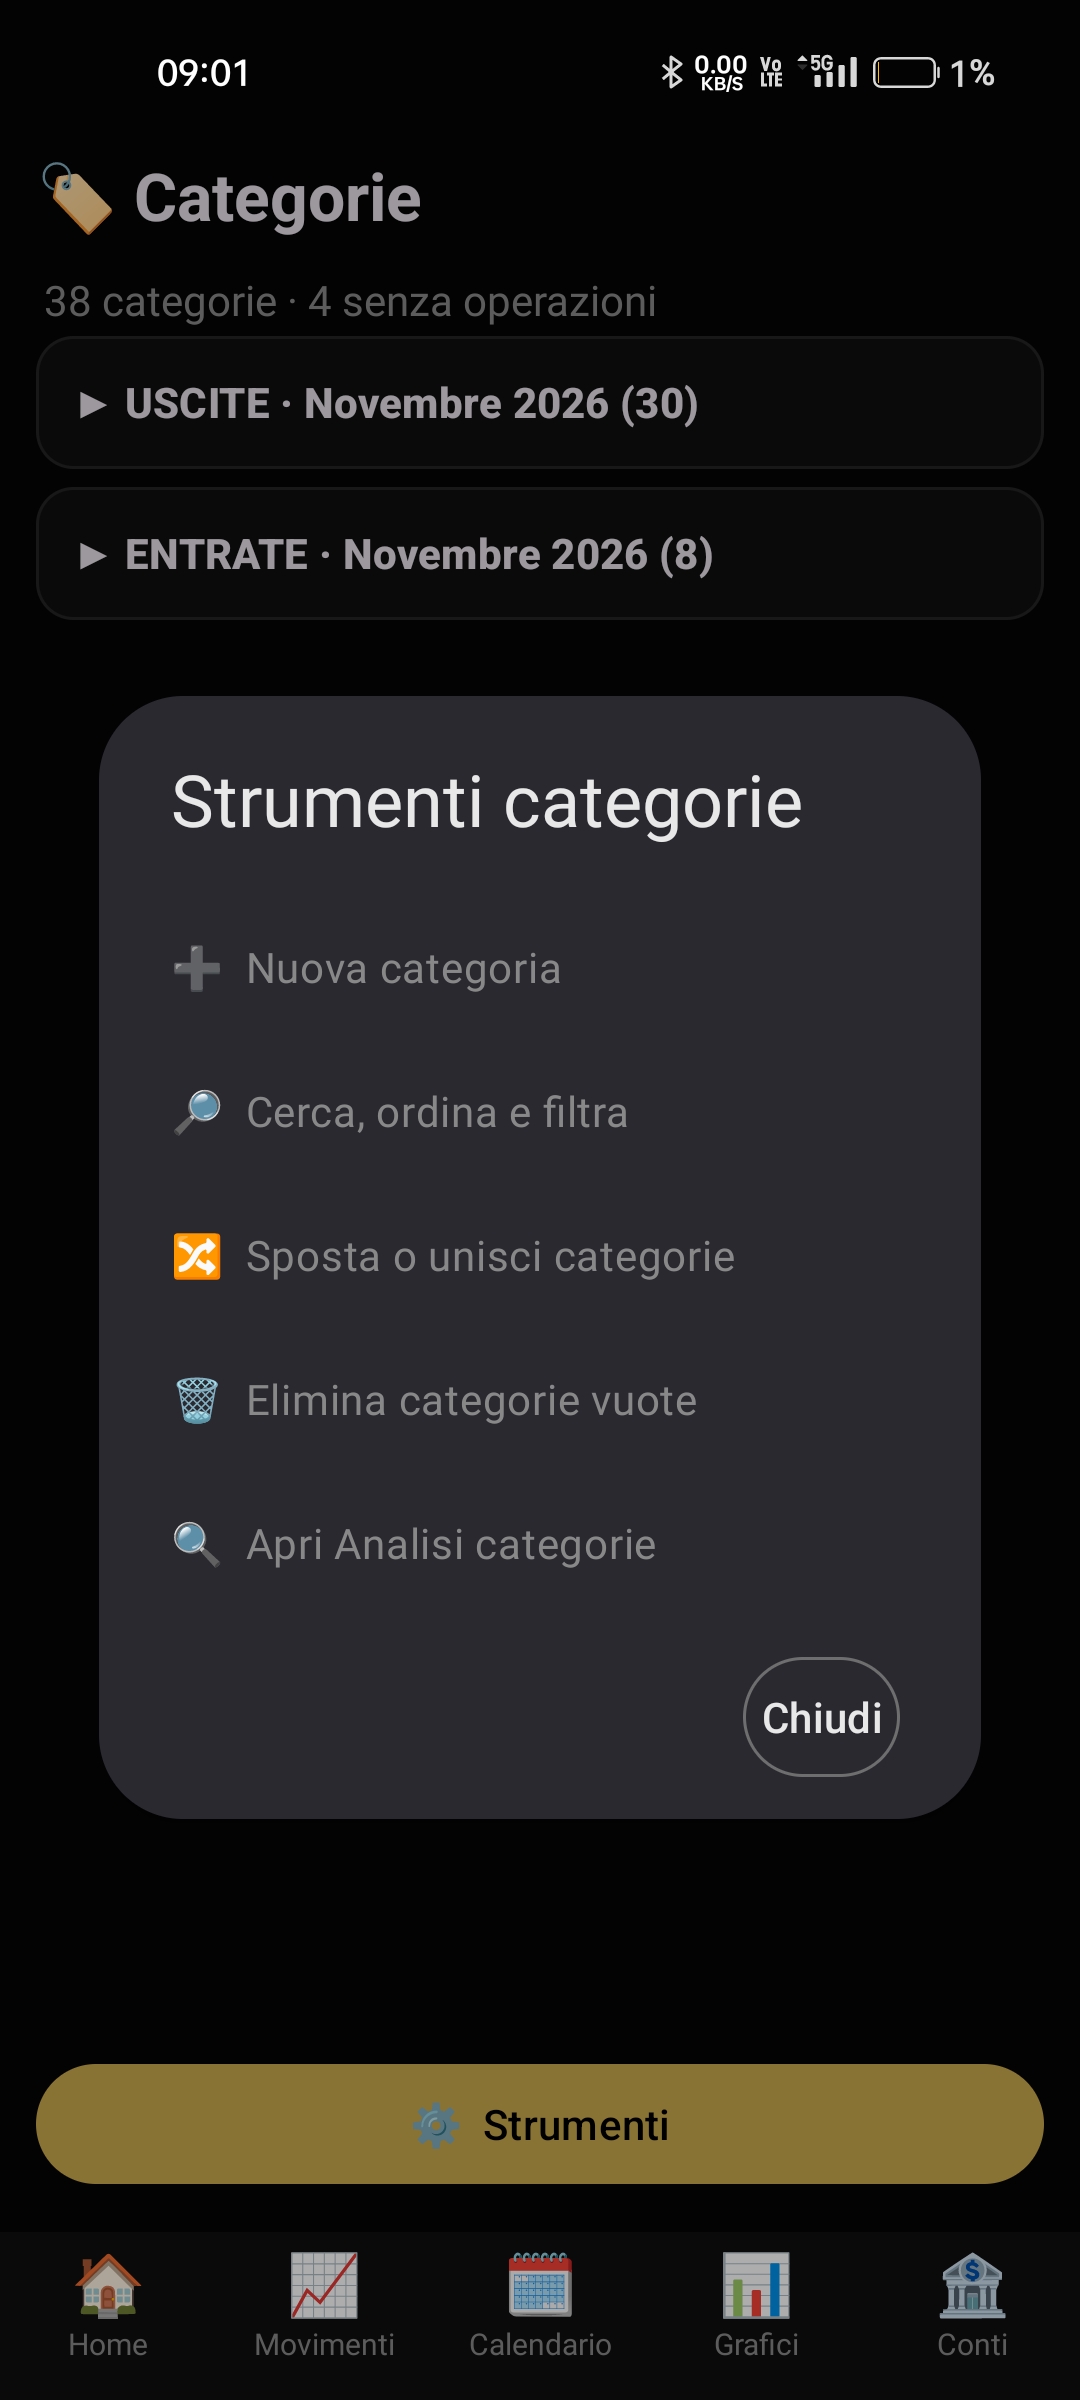 09:01
0.00 KB/S Vo LTE 5G 1%
Categorie
38 categorie · 4 senza operazioni
▶ USCITE · Novembre 2026 (30)
▶ ENTRATE · Novembre 2026 (8)
Strumenti categorie
➕ Nuova categoria
🔎 Cerca, ordina e filtra
🔀 Sposta o unisci categorie
🗑️ Elimina categorie vuote
🔍 Apri Analisi categorie
Chiudi
⚙️ Strumenti
Home Movimenti Calendario Grafici Conti